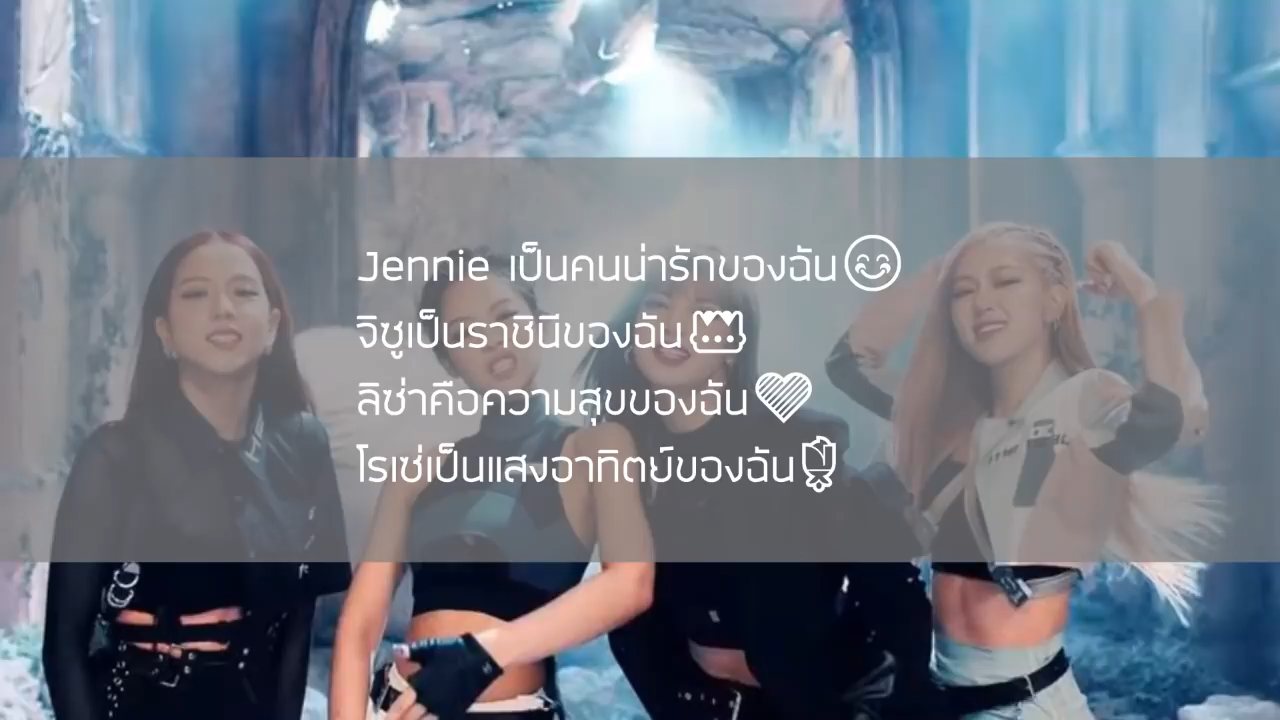 Jennie เป็นคนน่ารักของฉัน😊
จิซูเป็นราชินีของฉัน
ลิซ่าคือความสุขของฉัน
โรเซ่เป็นแสงอาทิตย์ของฉัน🌹